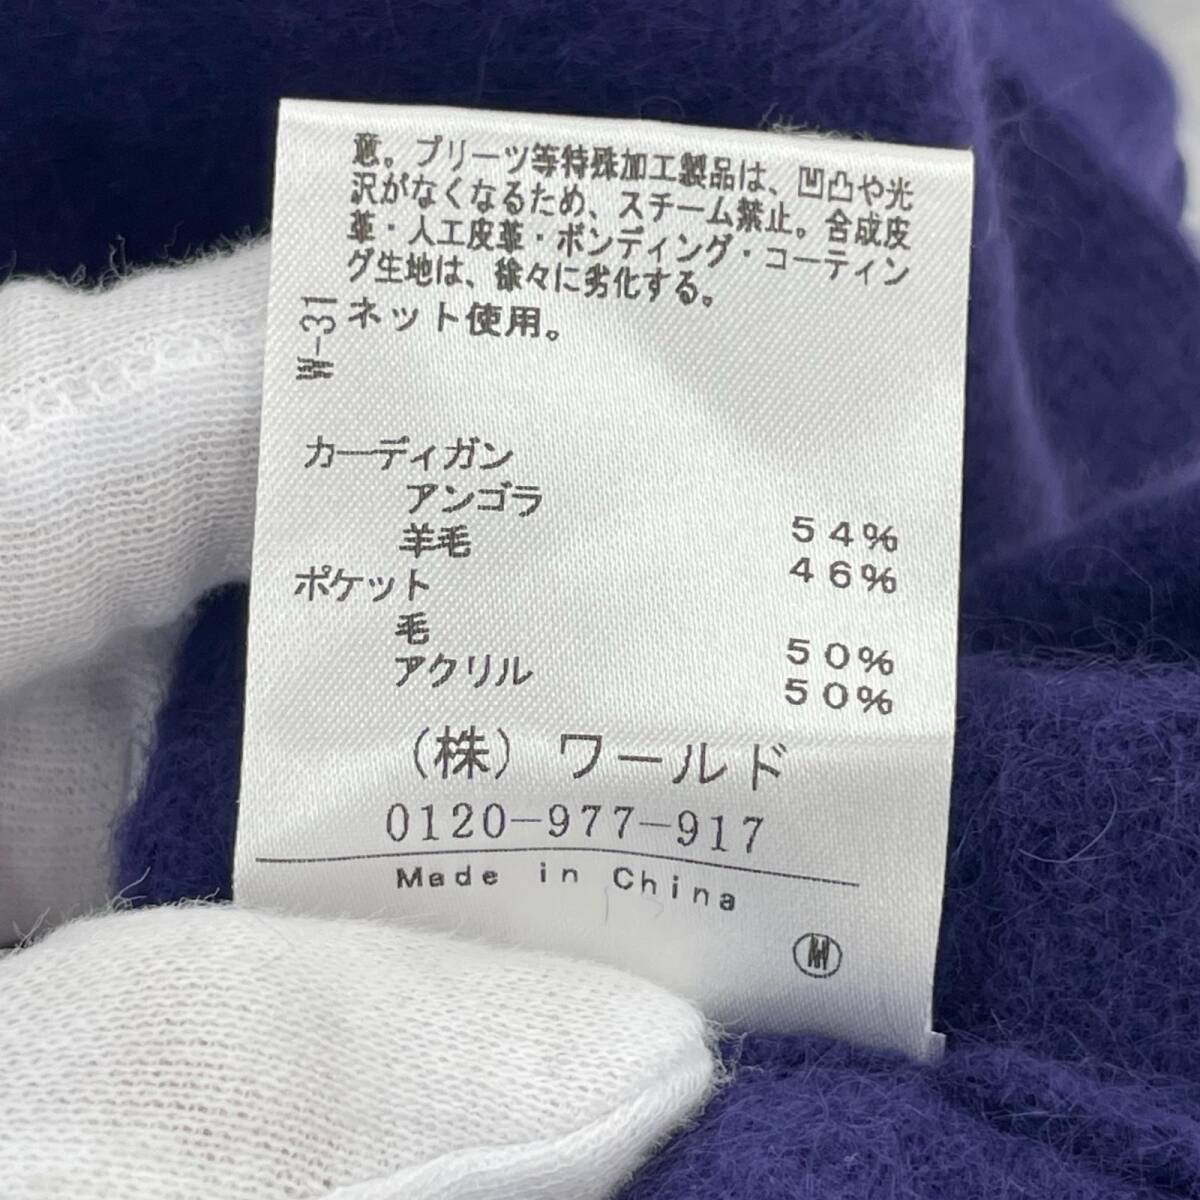 意。プリーツ等特殊加工製品は、凹凸や光
沢がなくなるため、スチーム禁止。合成皮
革・人工皮革・ボンディング・コーティン
グ生地は、徐々に劣化する。
ネット使用。
W-31
カーディガン
アンゴラ 54%
羊毛 46%
ポケット
毛 50%
アクリル 50%
(株) ワールド
0120-977-917
Made in China